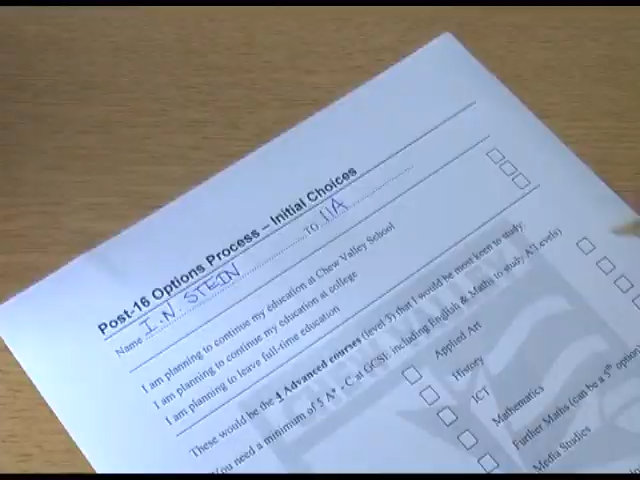 Post-16 Options Process – Initial Choices
Name I.N STEIN TO 11A
I am planning to continue my education at Chew Valley School
I am planning to continue my education at college
I am planning to leave full-time education
These would be the 4 Advanced courses (level 3) that I would be most keen to study.
You need a minimum of 5 A* - C at GCSE including English & Maths to study A Levels)
Applied Art
History
ICT
Mathematics
Further Maths (can be a 5th option)
Media Studies